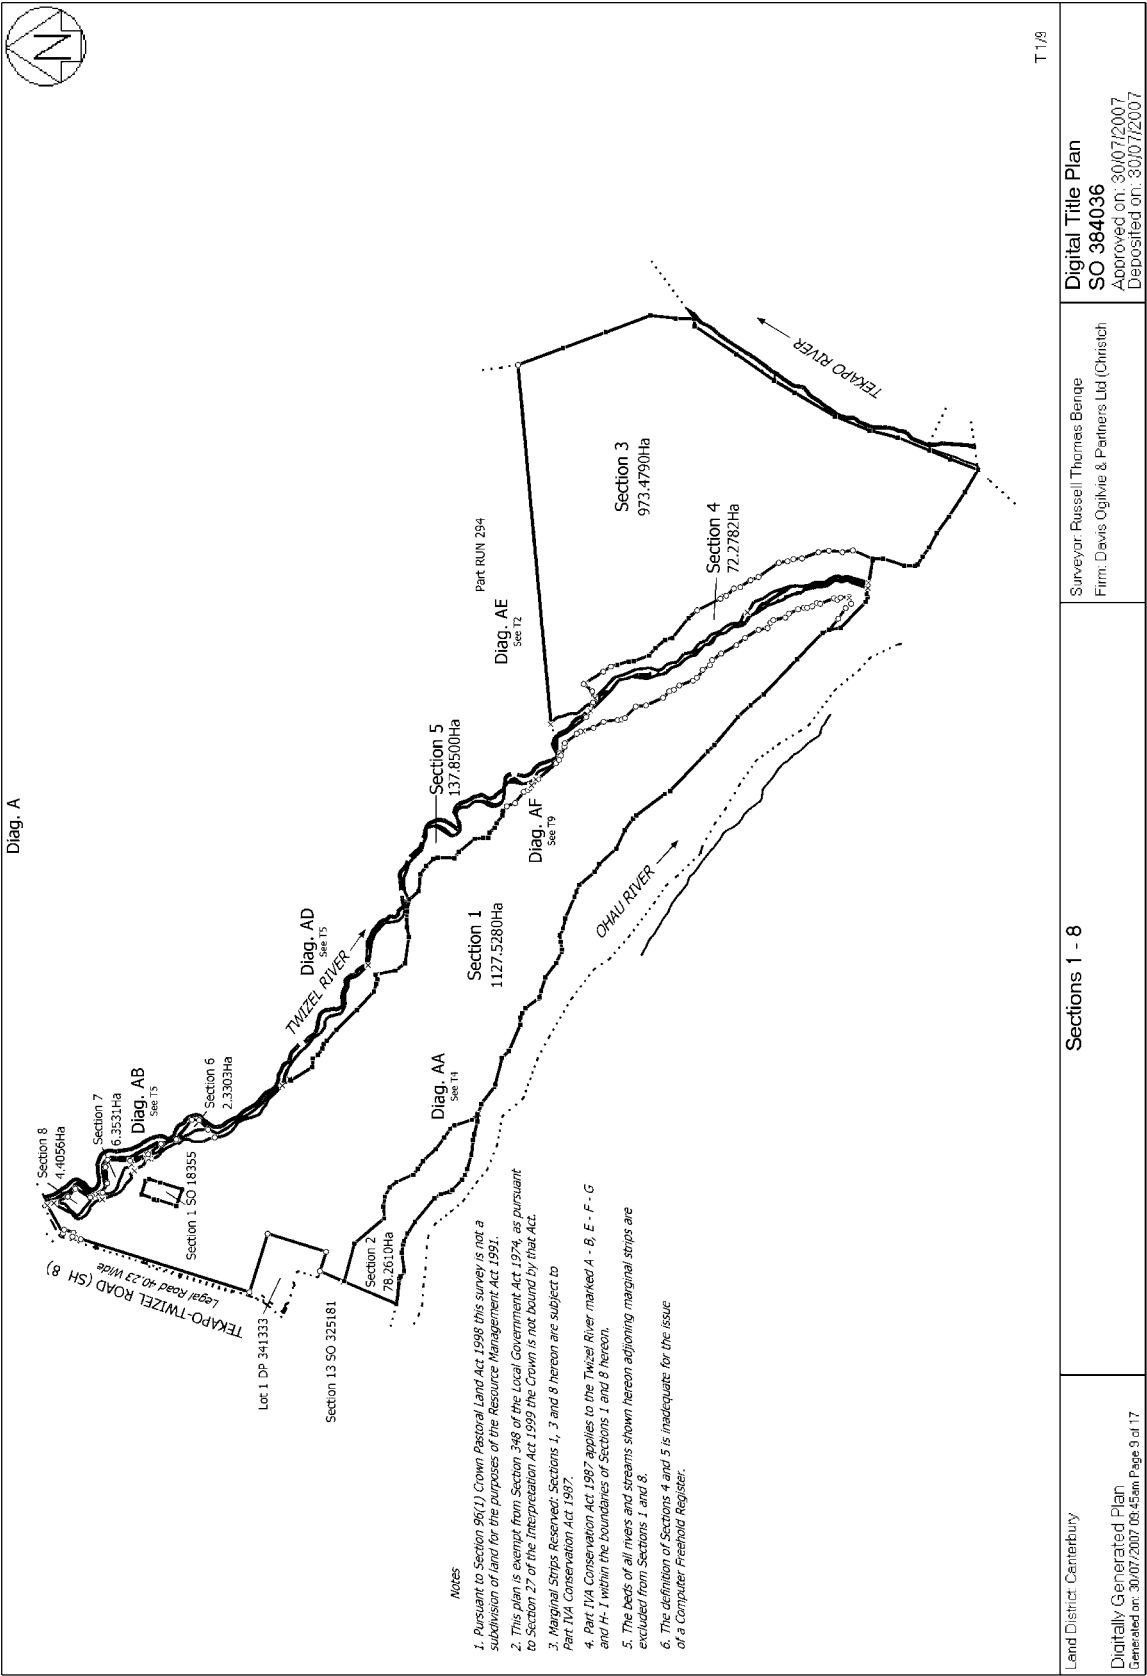 Diag. A
N
TEKAPO-TWIZEL ROAD (SH 8)
Legal Road 40.23 Wide
Section 8
4.4056Ha
Section 7
6.3531Ha
Diag. AB
See T5
Section 6
2.3303Ha
Section 1 SO 18355
Lot 1 DP 341333
Section 13 SO 325181
Section 2
78.2610Ha
Diag. AA
See T4
TWIZEL RIVER
Diag. AD
See T5
Section 1
1127.5280Ha
Section 5
137.8500Ha
Diag. AF
See T9
OHAU RIVER
Diag. AE
See T2
Part RUN 294
Section 3
973.4790Ha
Section 4
72.2782Ha
TEKAPO RIVER
Notes
1. Pursuant to Section 96(1) Crown Pastoral Land Act 1998 this survey is not a
subdivision of land for the purposes of the Resource Management Act 1991.
2. This plan is exempt from Section 348 of the Local Government Act 1974, as pursuant
to Section 27 of the Interpretation Act 1999 the Crown is not bound by that Act.
3. Marginal Strips Reserved: Sections 1, 3 and 8 hereon are subject to
Part IVA Conservation Act 1987.
4. Part IVA Conservation Act 1987 applies to the Twizel River marked A - B, E - F - G
and H- I within the boundaries of Sections 1 and 8 hereon.
5. The beds of all rivers and streams shown hereon adjioning marginal strips are
excluded from Sections 1 and 8.
6. The definition of Sections 4 and 5 is inadequate for the issue
of a Computer Freehold Register.
T 1/9
Land District: Canterbury
Digitally Generated Plan
Generated on: 30/07/2007 09:45am Page 9 of 17
Sections 1 - 8
Surveyor: Russell Thomas Benge
Firm: Davis Ogilvie & Partners Ltd (Christch
Digital Title Plan
SO 384036
Approved on: 30/07/2007
Deposited on: 30/07/2007